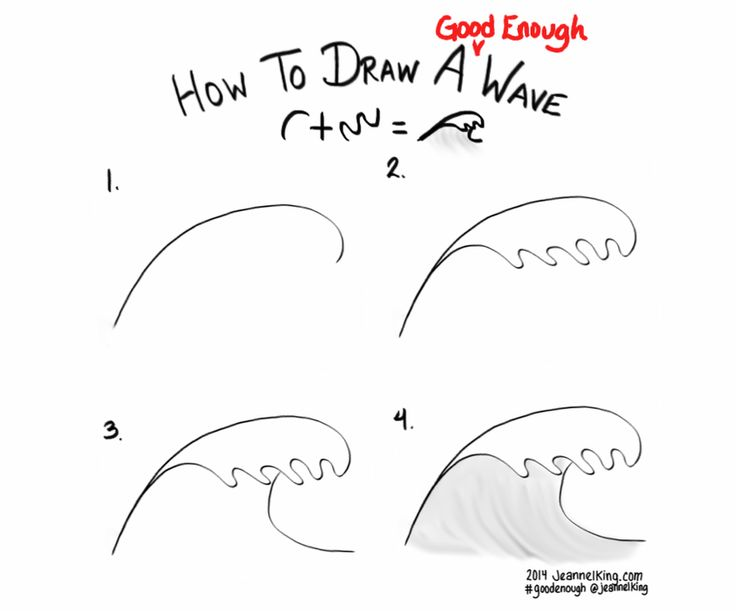 Good Enough
How To Draw A Wave
+ =
1.
2.
3.
4.
2014 JeannelKing.com
#goodenough @jeannelking